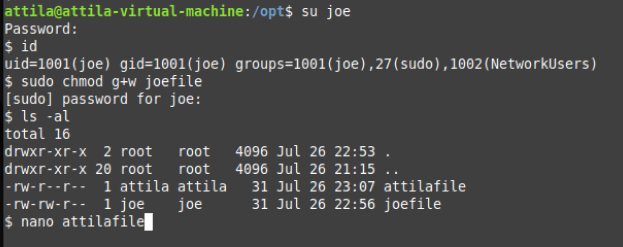 attila@attila-virtual-machine:/opt$ su joe
Password:
$ id
uid=1001(joe) gid=1001(joe) groups=1001(joe),27(sudo),1002(NetworkUsers)
$ sudo chmod g+w joefile
[sudo] password for joe:
$ ls -al
total 16
drwxr-xr-x  2 root   root   4096 Jul 26 22:53 .
drwxr-xr-x 20 root   root   4096 Jul 26 21:15 ..
-rw-r--r--  1 attila attila   31 Jul 26 23:07 attilafile
-rw-rw-r--  1 joe    joe      31 Jul 26 22:56 joefile
$ nano attilafile